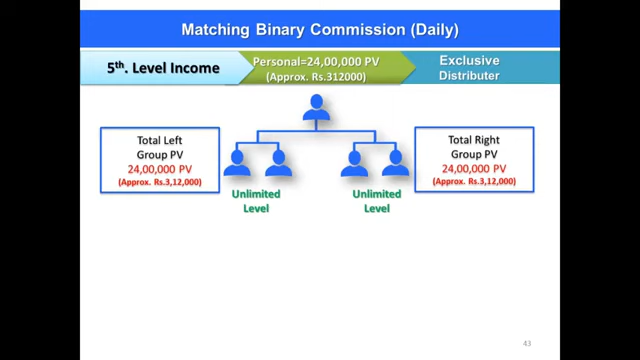 Matching Binary Commission (Daily)
5th. Level Income
Personal=24,00,000 PV
(Approx. Rs.312000)
Exclusive
Distributer
Total Left
Group PV
24,00,000 PV
(Approx. Rs.3,12,000)
Total Right
Group PV
24,00,000 PV
(Approx. Rs.3,12,000)
Unlimited
Level
Unlimited
Level
43